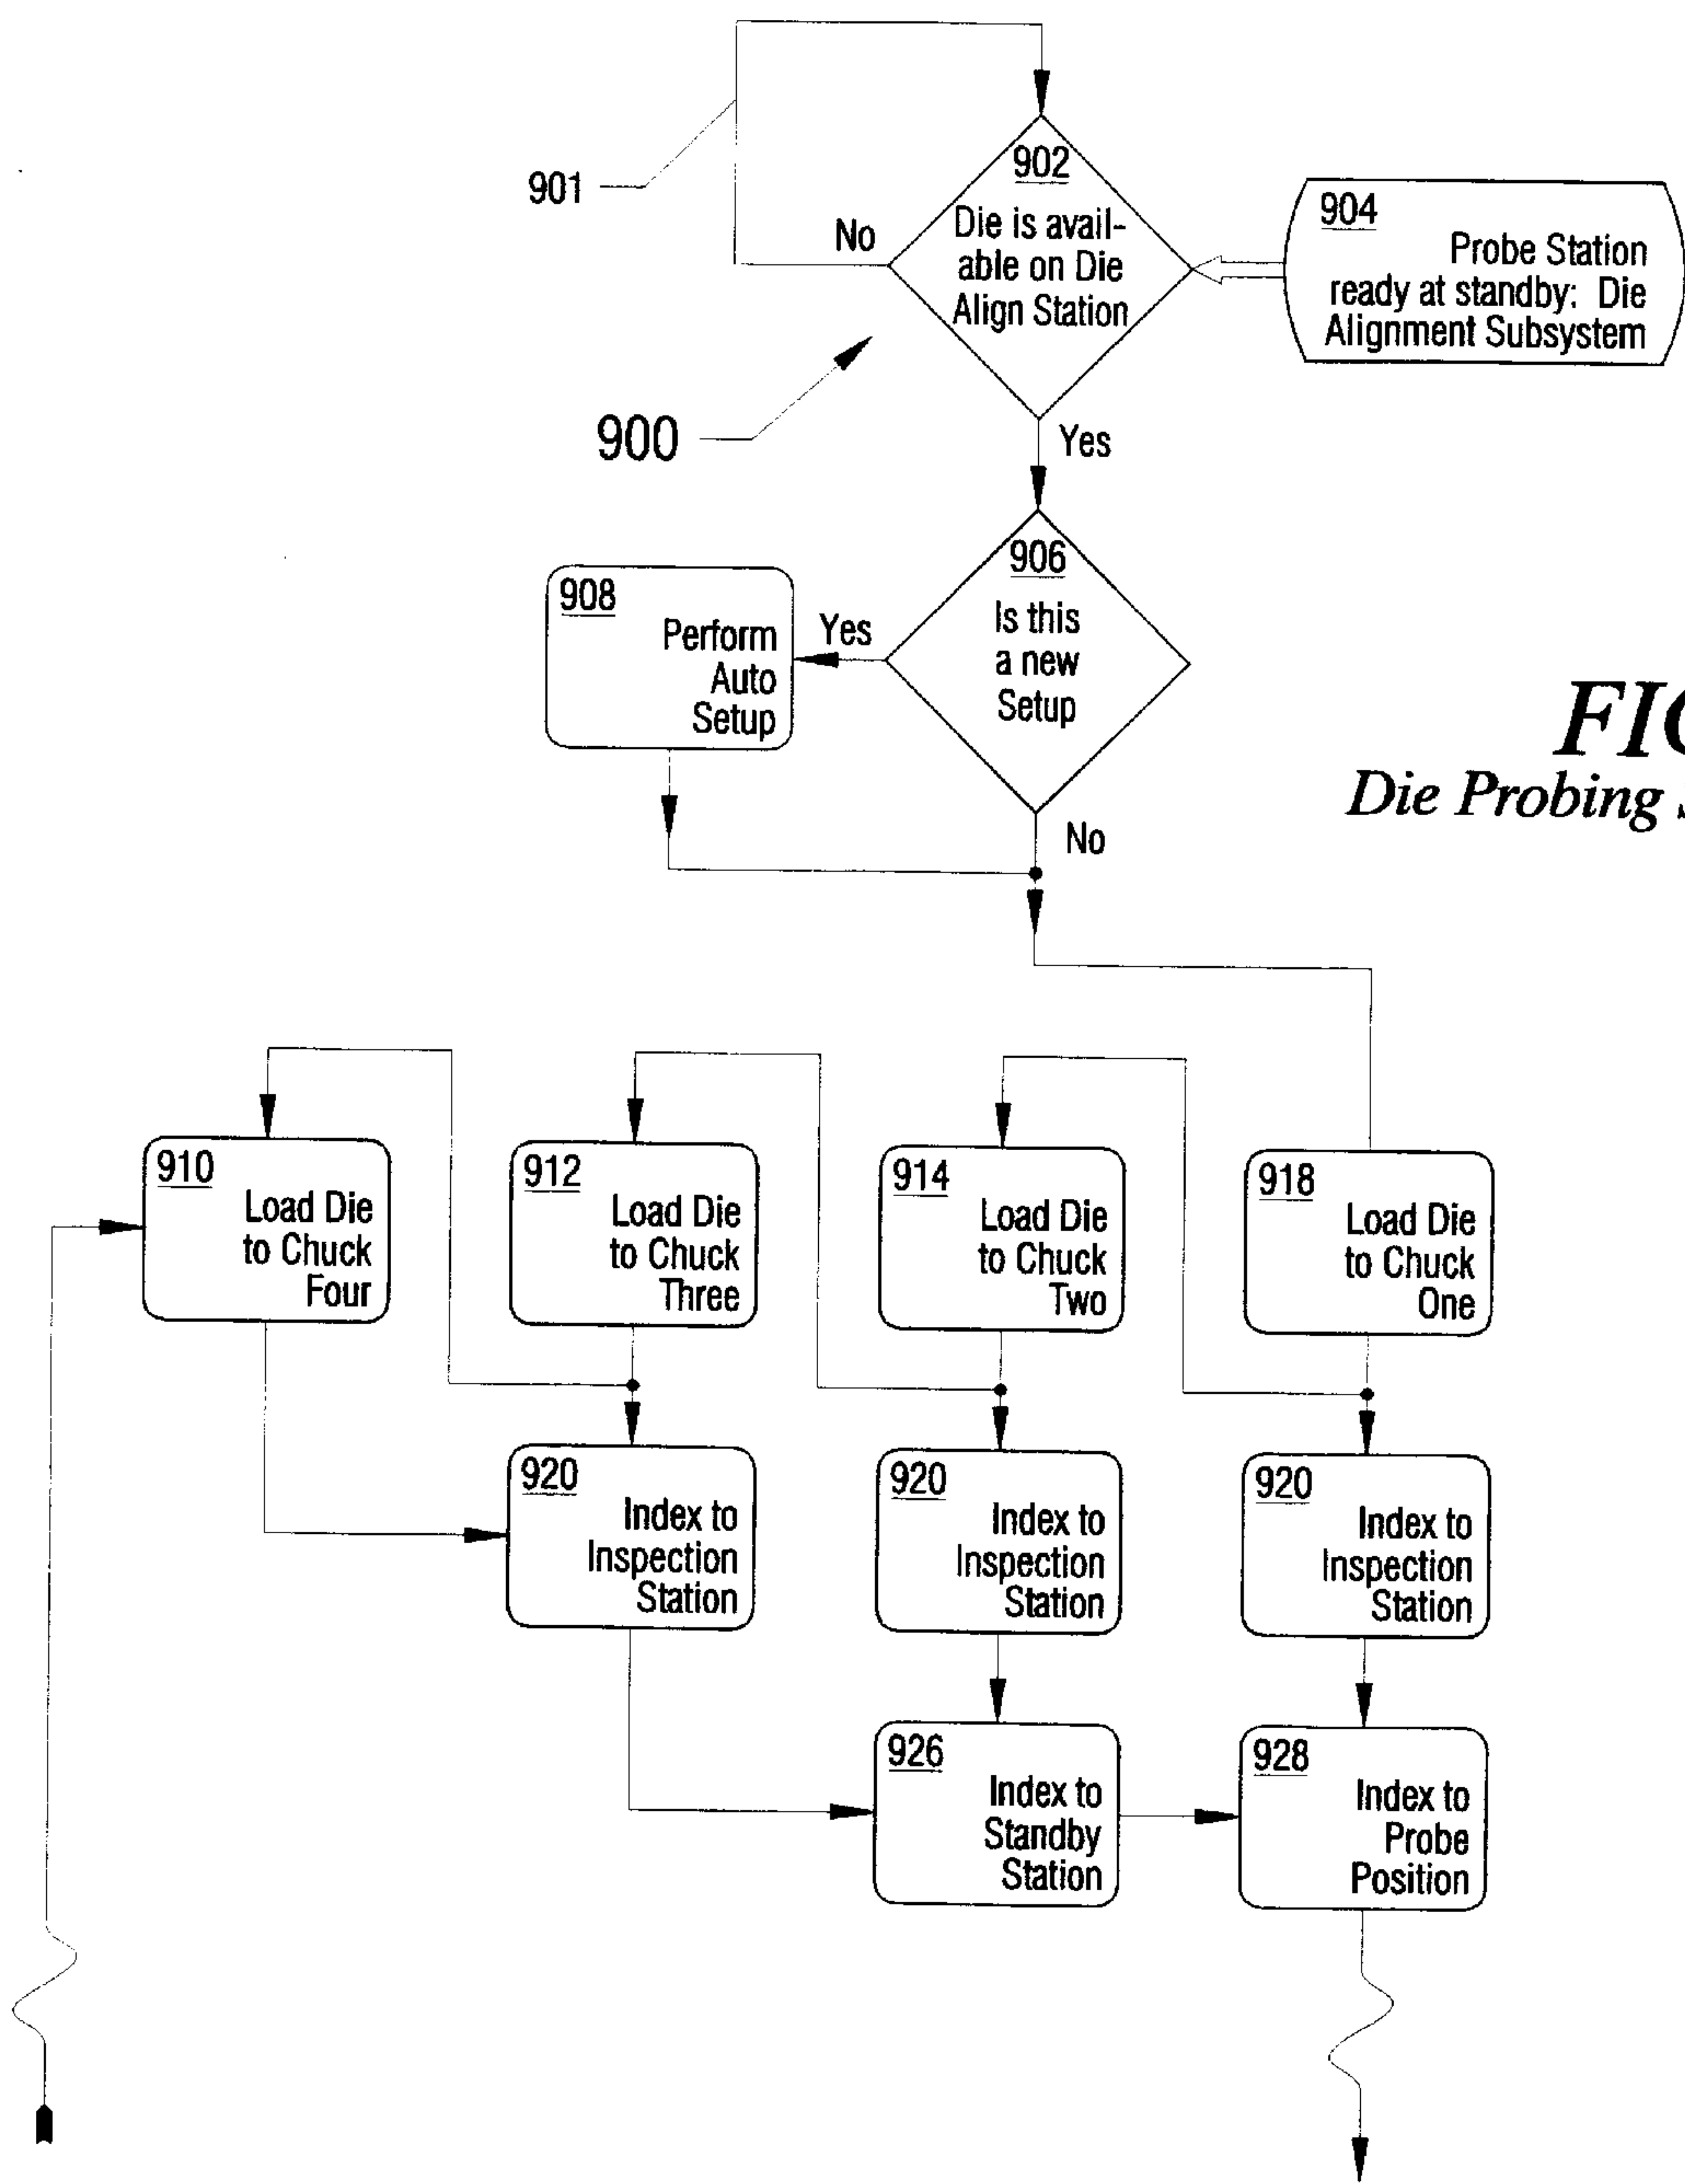 902
Die is avail-
able on Die
Align Station
901
No
904
Probe Station
ready at standby: Die
Alignment Subsystem
900
Yes
906
Is this
a new
Setup
908
Perform
Auto
Setup
Yes
Die Probing
No
910
Load Die
to Chuck
Four
912
Load Die
to Chuck
Three
914
Load Die
to Chuck
Two
918
Load Die
to Chuck
One
920
Index to
Inspection
Station
920
Index to
Inspection
Station
920
Index to
Inspection
Station
926
Index to
Standby
Station
928
Index to
Probe
Position